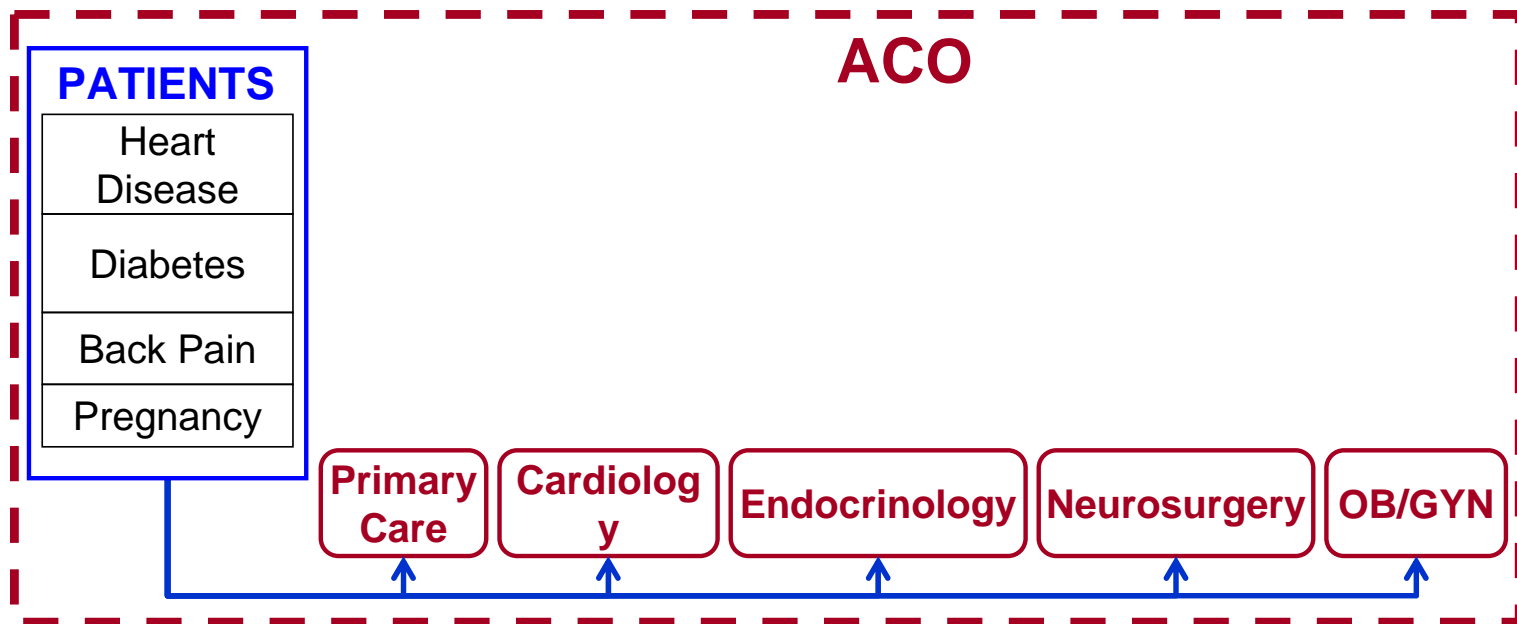 ACO
PATIENTS
Heart
Disease
Diabetes
Back Pain
Pregnancy
Primary
Care
Cardiolog
y
Endocrinology
Neurosurgery
OB/GYN